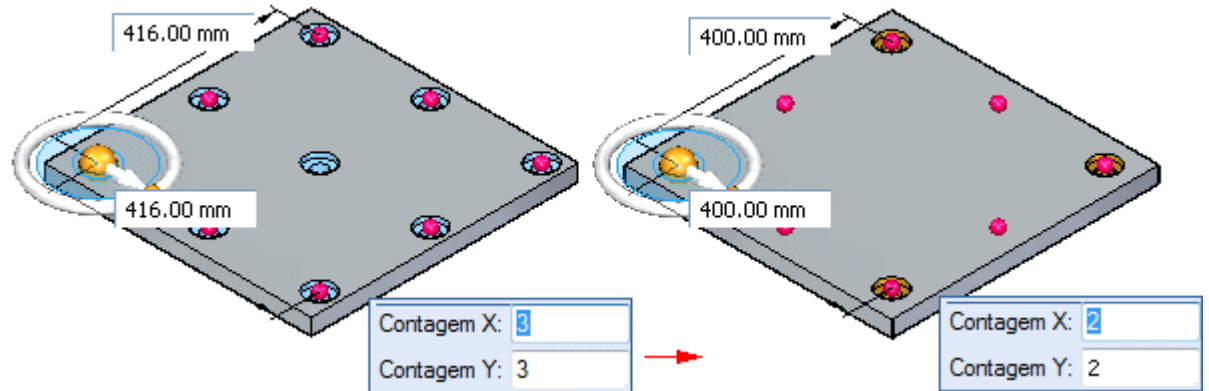 416.00 mm
416.00 mm
Contagem X: 3
Contagem Y: 3
400.00 mm
400.00 mm
Contagem X: 2
Contagem Y: 2